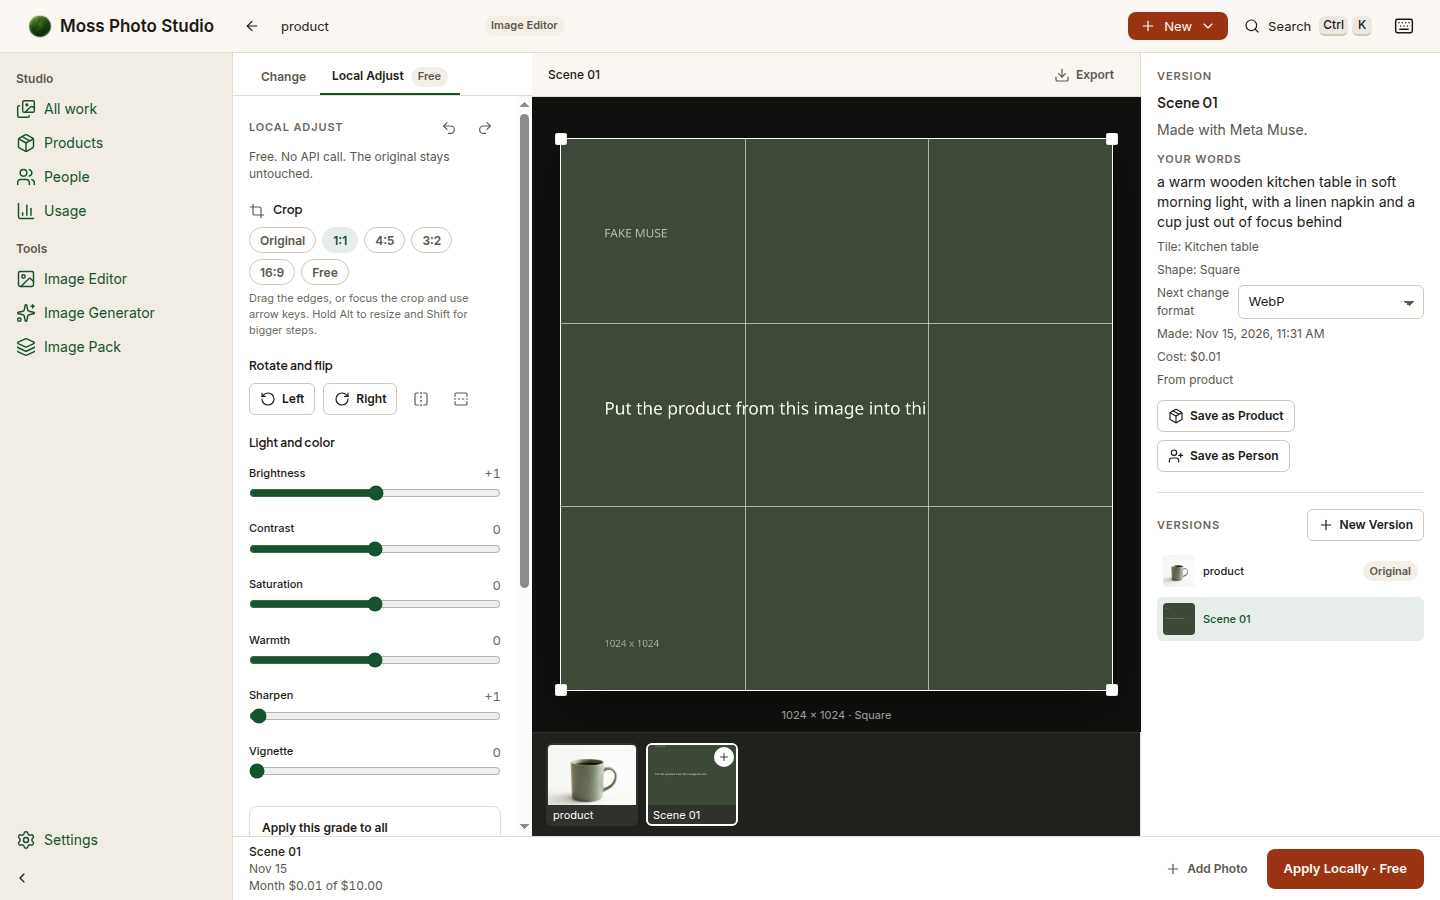 Moss Photo Studio
product
Image Editor
New
Search Ctrl K
Studio
All work
Products
People
Usage
Tools
Image Editor
Image Generator
Image Pack
Settings
Change
Local Adjust Free
LOCAL ADJUST
Free. No API call. The original stays
untouched.
Crop
Original 1:1 4:5 3:2
16:9 Free
Drag the edges, or focus the crop and use
arrow keys. Hold Alt to resize and Shift for
bigger steps.
Rotate and flip
Left Right
Light and color
Brightness +1
Contrast 0
Saturation 0
Warmth 0
Sharpen +1
Vignette 0
Apply this grade to all
Scene 01
Export
FAKE MUSE
Put the product from this image into thi
1024 x 1024
1024 × 1024 · Square
product
Scene 01
VERSION
Scene 01
Made with Meta Muse.
YOUR WORDS
a warm wooden kitchen table in soft
morning light, with a linen napkin and a
cup just out of focus behind
Tile: Kitchen table
Shape: Square
Next change
format
WebP
Made: Nov 15, 2026, 11:31 AM
Cost: $0.01
From product
Save as Product
Save as Person
VERSIONS
New Version
product Original
Scene 01
Scene 01
Nov 15
Month $0.01 of $10.00
Add Photo
Apply Locally · Free